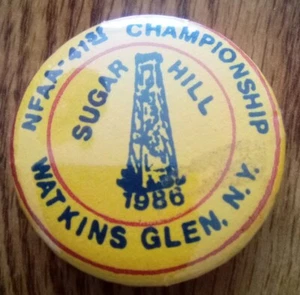 NFAA-41st CHAMPIONSHIP
SUGAR HILL
1986
WATKINS GLEN, N.Y.